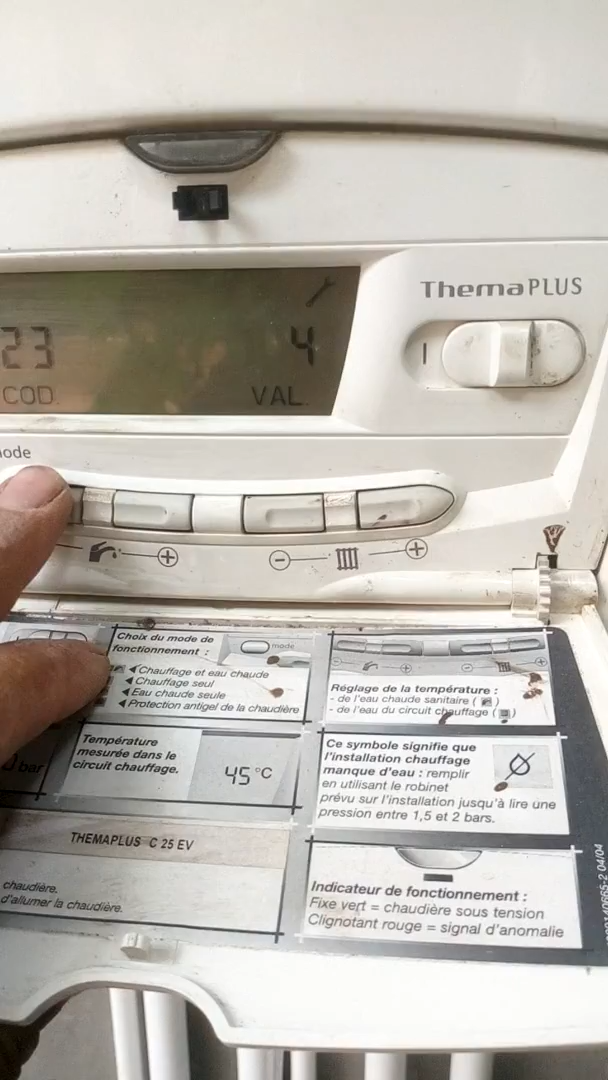 ThemaPLUS
23 4
COD. VAL
mode
Choix du mode de
fonctionnement :
mode
Chauffage et eau chaude
Chauffage seul
Eau chaude seule
Protection antigel de la chaudière
Réglage de la température :
- de l'eau chaude sanitaire ( )
- de l'eau du circuit chauffage ( )
Température
mesurée dans le
circuit chauffage.
45 °C
bar
Ce symbole signifie que
l'installation chauffage
manque d'eau : remplir
en utilisant le robinet
prévu sur l'installation jusqu'à lire une
pression entre 1,5 et 2 bars.
THEMAPLUS C 25 EV
chaudière.
d'allumer la chaudière.
Indicateur de fonctionnement :
Fixe vert = chaudière sous tension
Clignotant rouge = signal d'anomalie
04/04